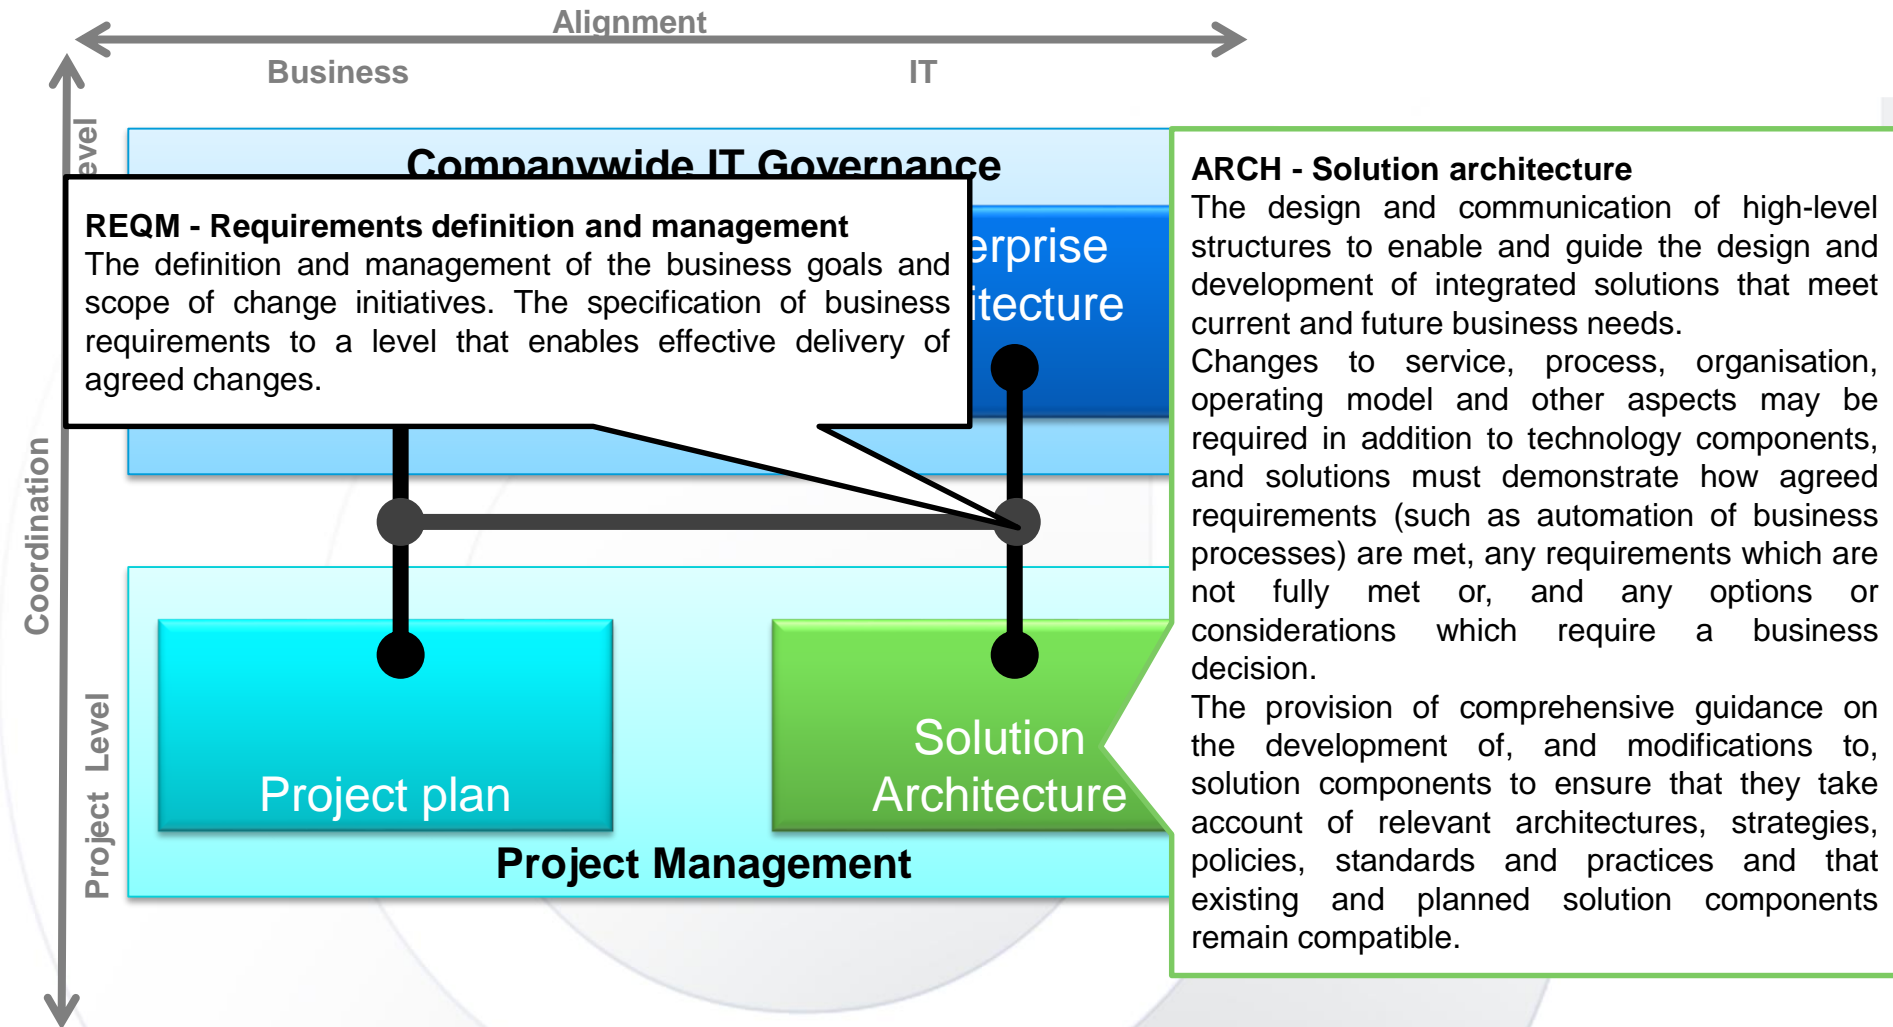 Alignment
Business IT
Companywide IT Governance
REQM - Requirements definition and management
The definition and management of the business goals and
scope of change initiatives. The specification of business
requirements to a level that enables effective delivery of
agreed changes.
erprise
itecture
ARCH - Solution architecture
The design and communication of high-level
structures to enable and guide the design and
development of integrated solutions that meet
current and future business needs.
Changes to service, process, organisation,
operating model and other aspects may be
required in addition to technology components,
and solutions must demonstrate how agreed
requirements (such as automation of business
processes) are met, any requirements which are
not fully met or, and any options or
considerations which require a business
decision.
The provision of comprehensive guidance on
the development of, and modifications to,
solution components to ensure that they take
account of relevant architectures, strategies,
policies, standards and practices and that
existing and planned solution components
remain compatible.
Coordination
Project Level
Project plan
Solution
Architecture
Project Management